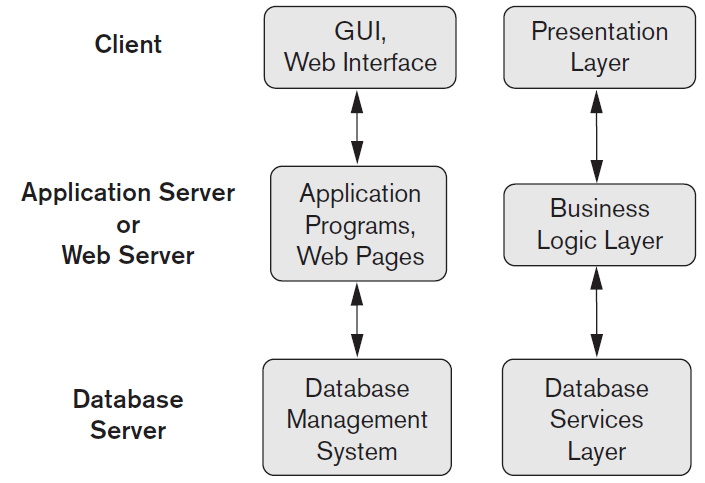 Client
GUI,
Web Interface
Presentation
Layer
Application Server
or
Web Server
Application
Programs,
Web Pages
Business
Logic Layer
Database
Server
Database
Management
System
Database
Services
Layer